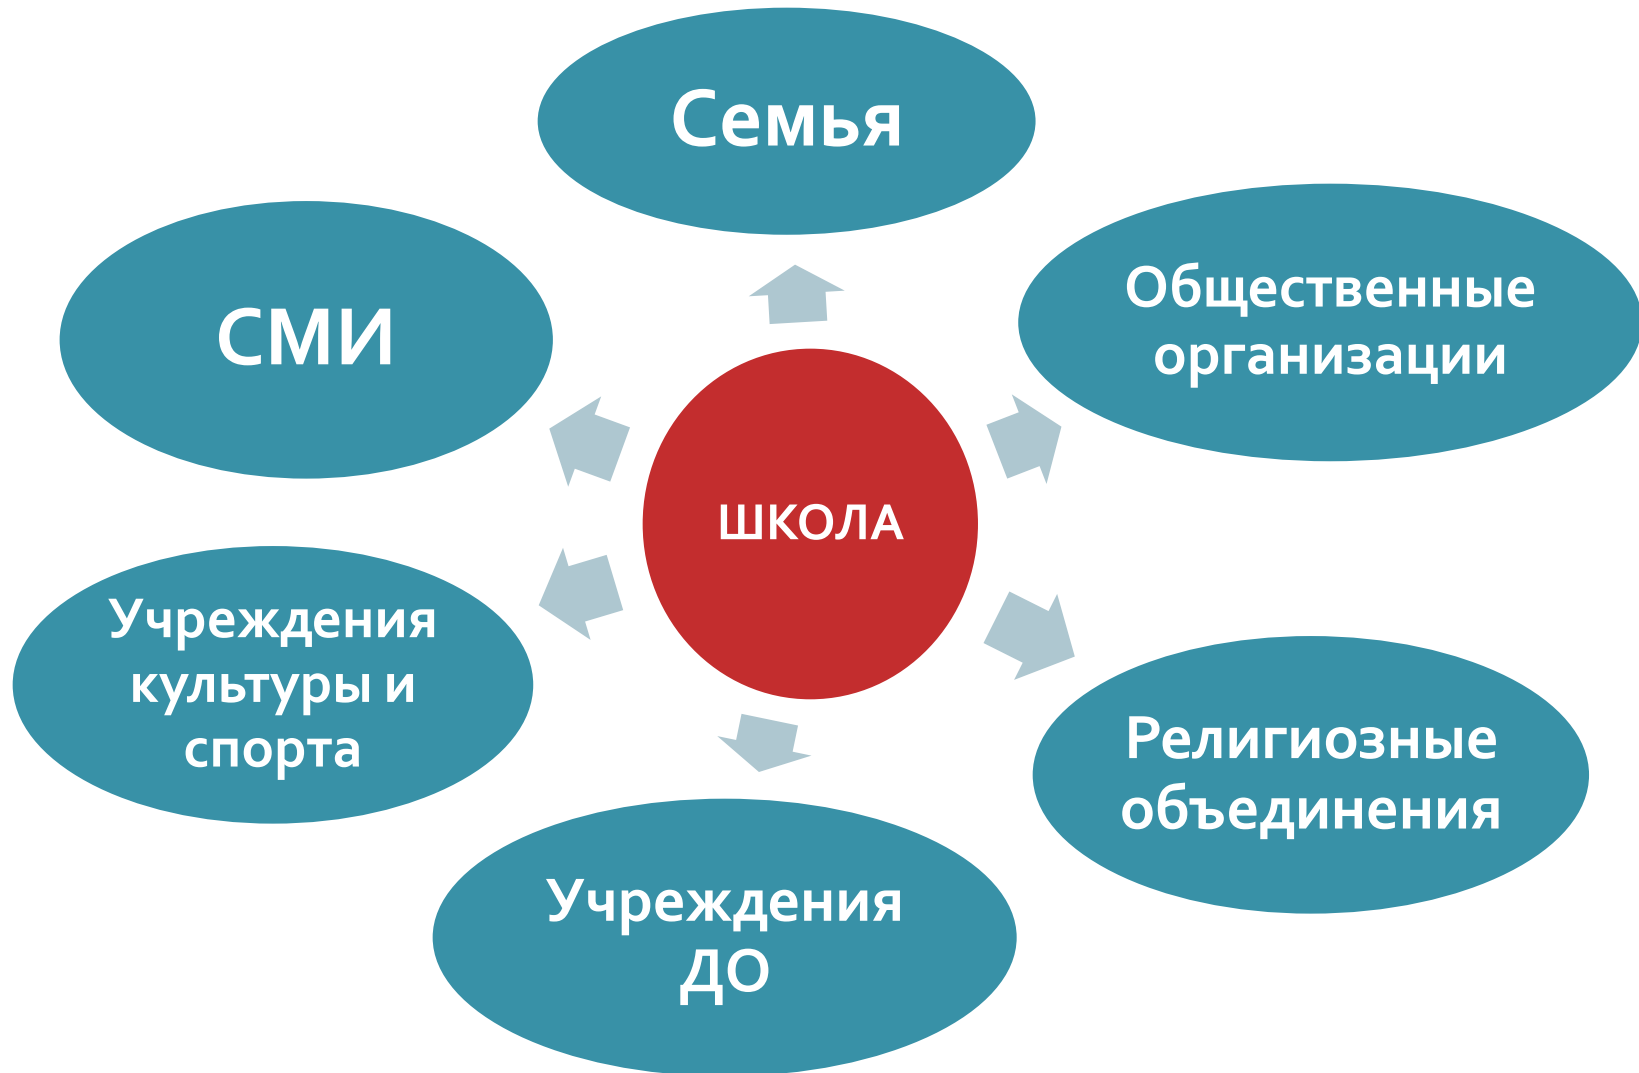 Семья
Общественные
организации
СМИ
ШКОЛА
Учреждения
культуры и
спорта
Религиозные
объединения
Учреждения
ДО